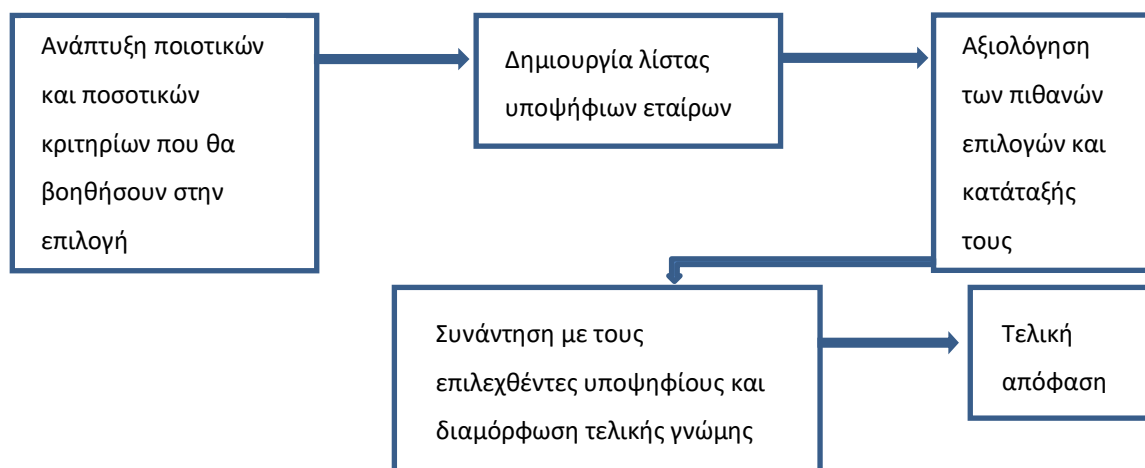 Ανάπτυξη ποιοτικών
και ποσοτικών
κριτηρίων που θα
βοηθήσουν στην
επιλογή
Δημιουργία λίστας
υποψήφιων εταίρων
Αξιολόγηση
των πιθανών
επιλογών και
κατάταξής
τους
Συνάντηση με τους
επιλεχθέντες υποψηφίους και
διαμόρφωση τελικής γνώμης
Τελική
απόφαση